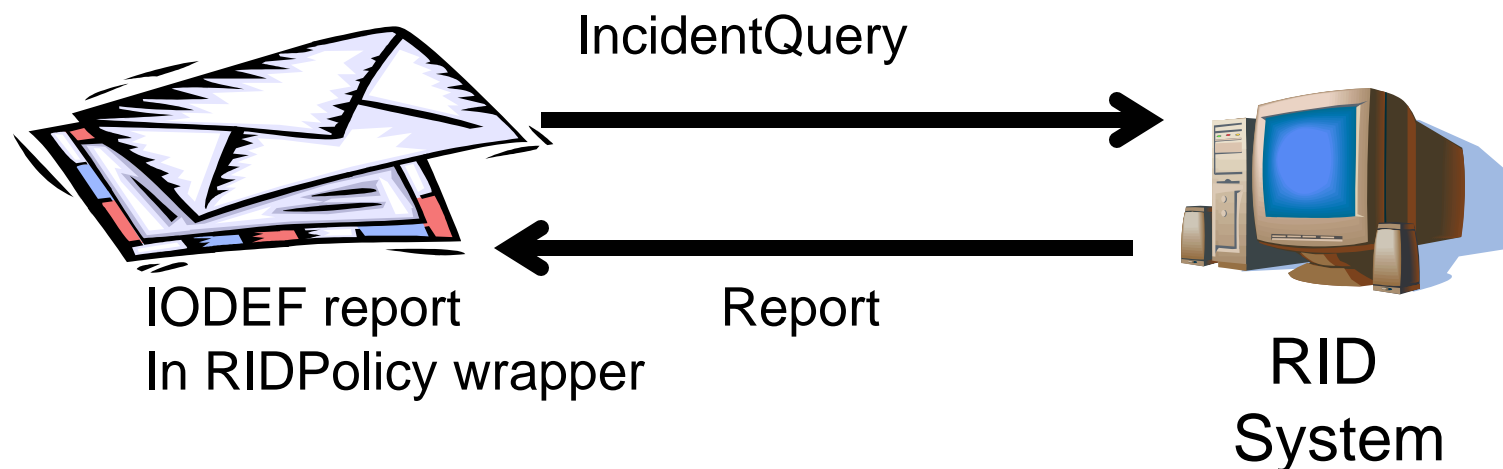 IncidentQuery
IODEF report
In RIDPolicy wrapper
Report
RID
System